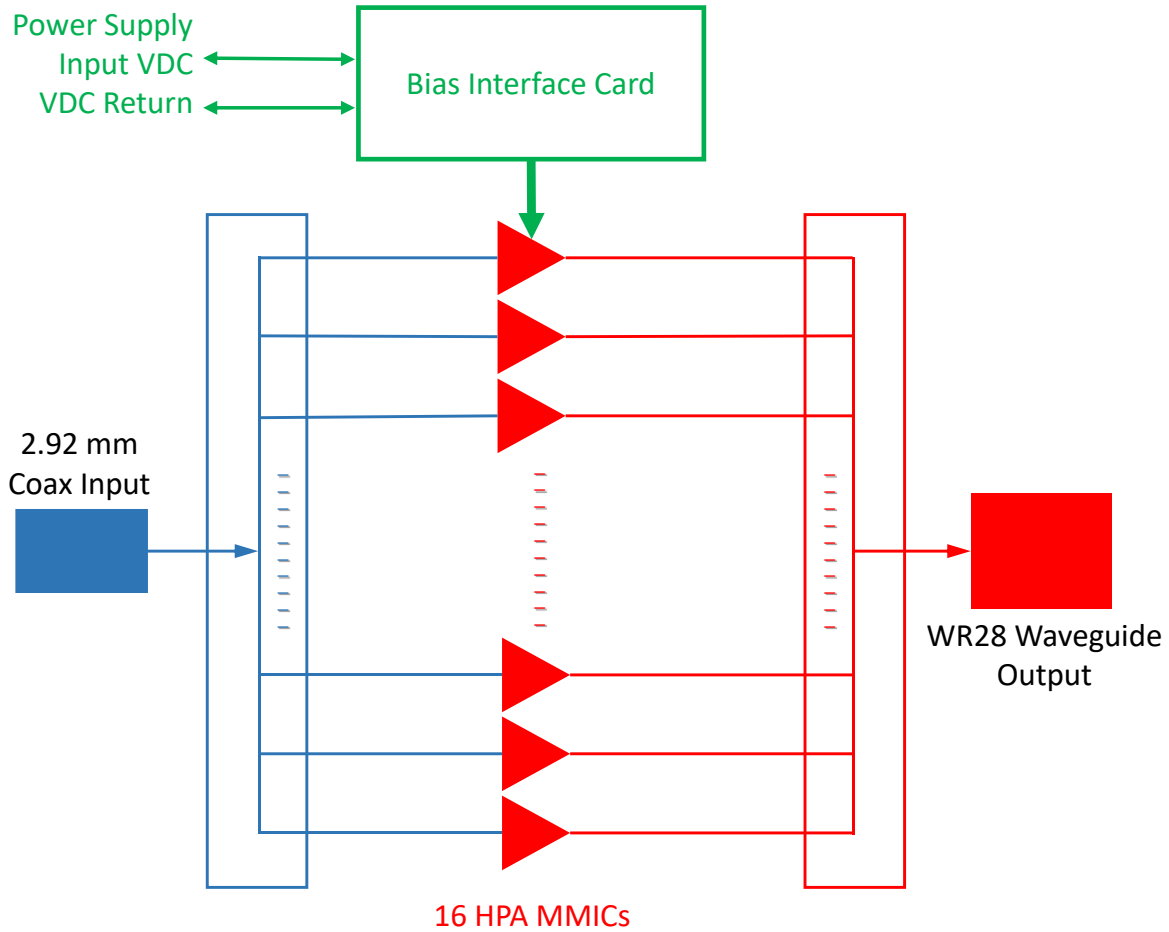 Power Supply
Input VDC
VDC Return
Bias Interface Card
2.92 mm
Coax Input
WR28 Waveguide
Output
16 HPA MMICs